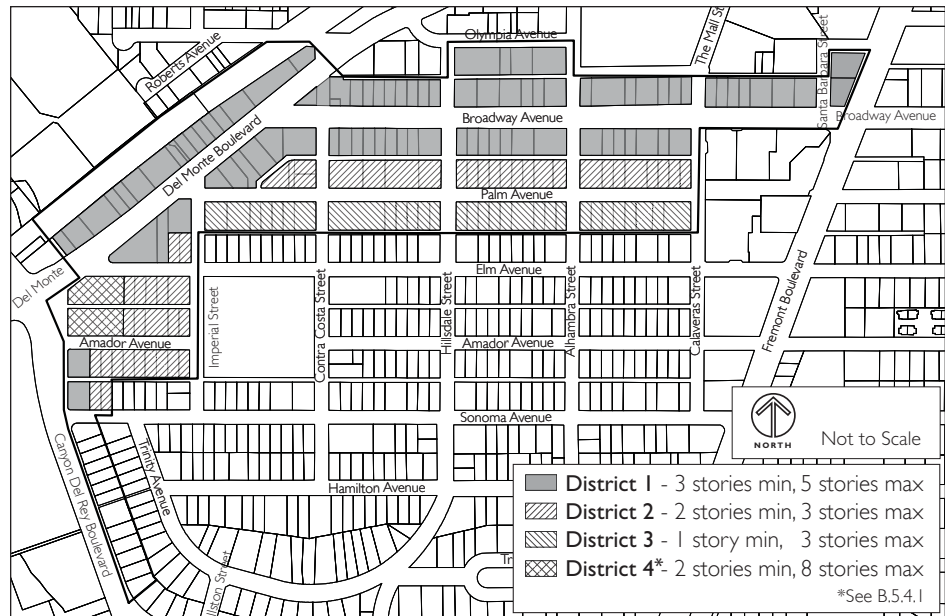 Olympia Avenue
The Mall St
Santa Barbara Street
Roberts Avenue
Broadway Avenue
Broadway Avenue
Del Monte Boulevard
Palm Avenue
Del Monte
Elm Avenue
Imperial Street
Contra Costa Street
Hillsdale Street
Alhambra Street
Calaveras Street
Fremont Boulevard
Amador Avenue
Amador Avenue
Sonoma Avenue
Canyon Del Rey Boulevard
Trinity Avenue
Hamilton Avenue
llston Street
Tr
NORTH
Not to Scale
District 1 - 3 stories min, 5 stories max
District 2 - 2 stories min, 3 stories max
District 3 - 1 story min, 3 stories max
District 4*- 2 stories min, 8 stories max
*See B.5.4.1